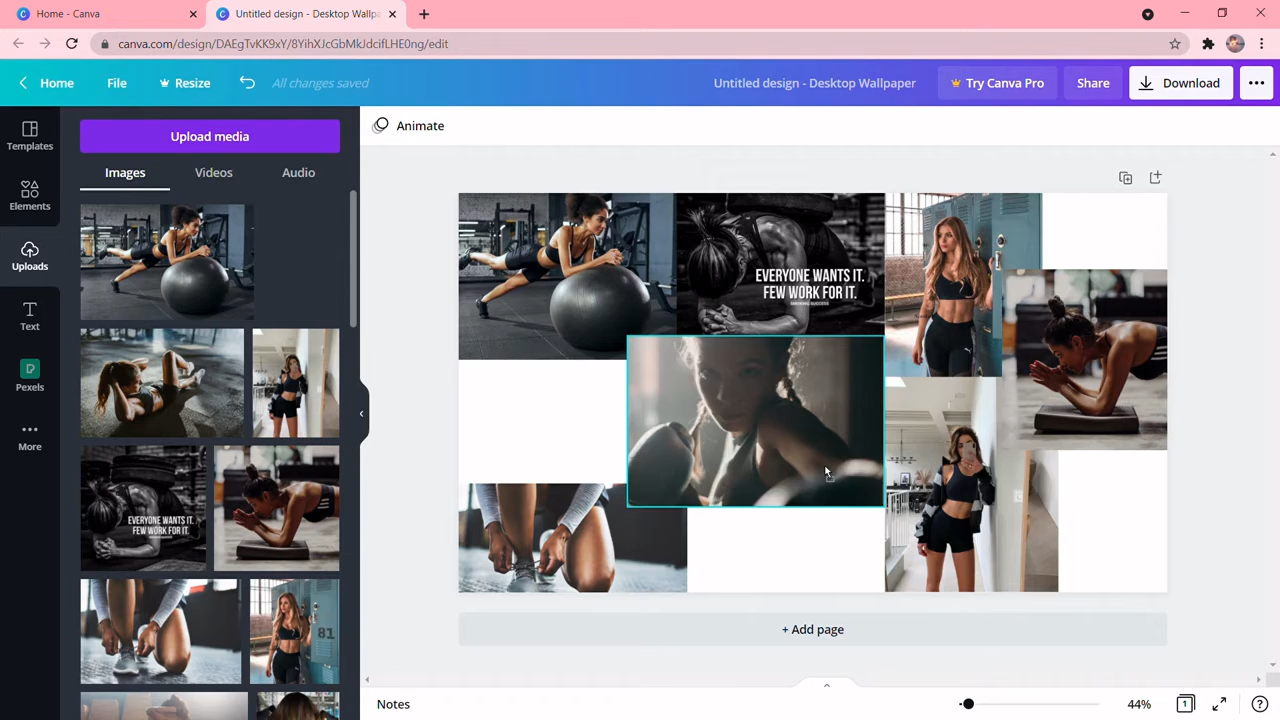 Home - Canva
Untitled design - Desktop Wallpa
canva.com/design/DAEgTvKK9xY/8YihXJcGbMkJdcifLHE0ng/edit
Home
File
Resize
All changes saved
Untitled design - Desktop Wallpaper
Try Canva Pro
Share
Download
Templates
Elements
Uploads
Text
Pexels
More
Upload media
Images
Videos
Audio
EVERYONE WANTS IT.
FEW WORK FOR IT.
81
Animate
EVERYONE WANTS IT.
FEW WORK FOR IT.
+ Add page
Notes
44%
1